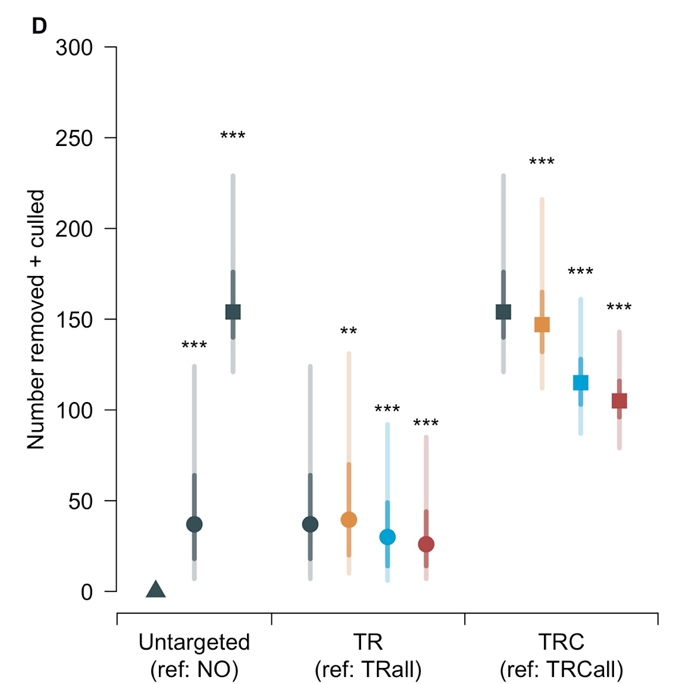 D
300
250
200
150
100
50
0
Number removed + culled
***
***
**
***
***
***
***
***
Untargeted
(ref: NO)
TR
(ref: TRall)
TRC
(ref: TRCall)